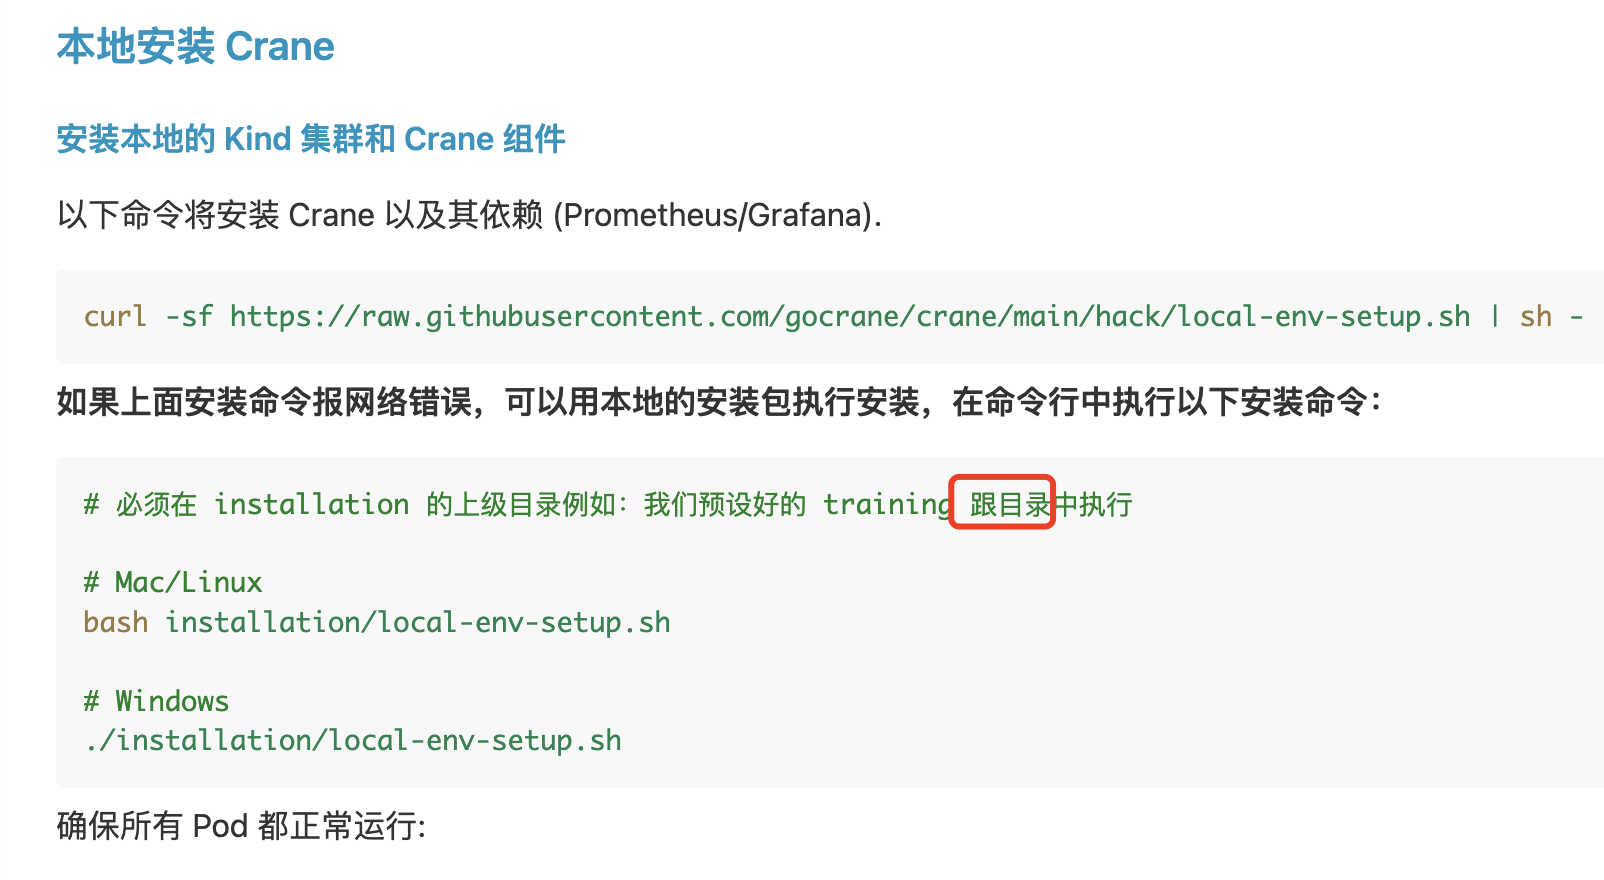 本地安装 Crane
安装本地的 Kind 集群和 Crane 组件
以下命令将安装 Crane 以及其依赖 (Prometheus/Grafana).
curl -sf https://raw.githubusercontent.com/gocrane/crane/main/hack/local-env-setup.sh | sh -
如果上面安装命令报网络错误，可以用本地的安装包执行安装，在命令行中执行以下安装命令：
# 必须在 installation 的上级目录例如：我们预设好的 training 跟目录中执行
# Mac/Linux
bash installation/local-env-setup.sh
# Windows
./installation/local-env-setup.sh
确保所有 Pod 都正常运行: